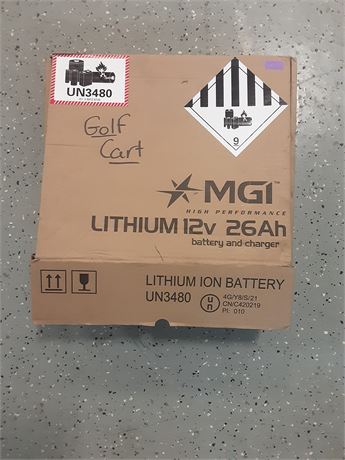 UN3480
Golf
Cart
9
MGI
HIGH PERFORMANCE
LITHIUM 12V 26Ah
battery and charger
LITHIUM ION BATTERY
UN3480
un
4G/Y8/S/21
CN/C420219
PI: 010